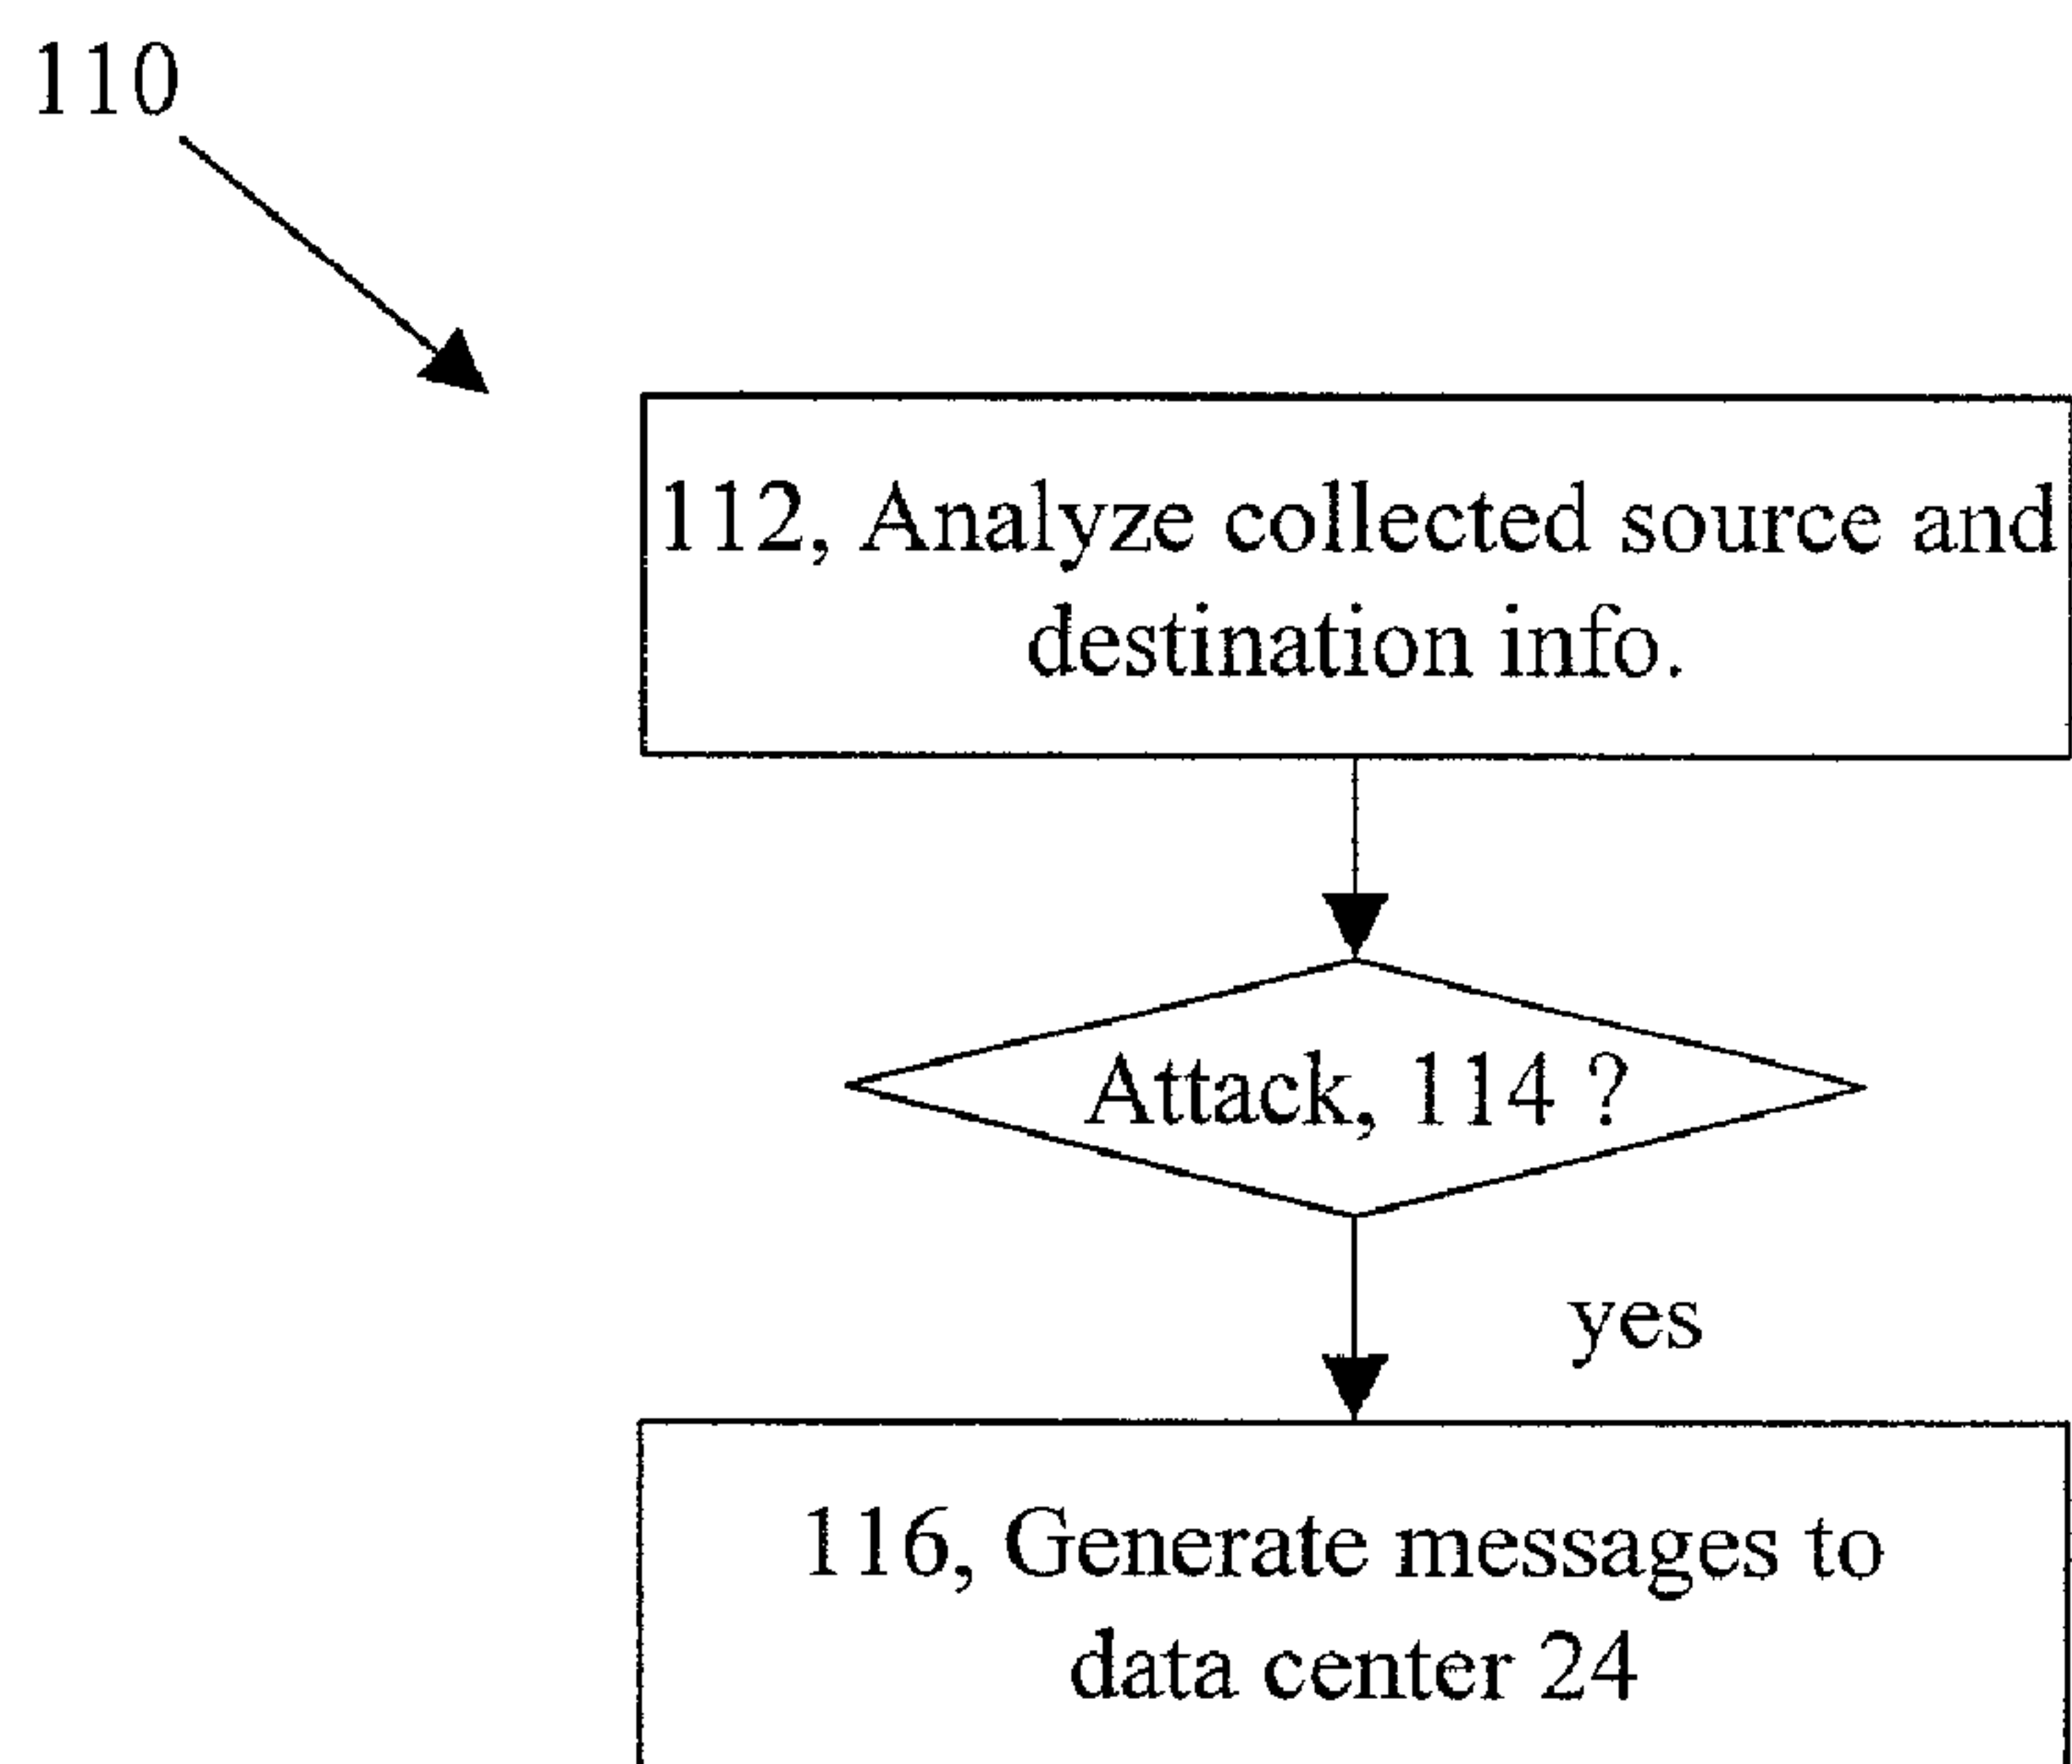 110
112, Analyze collected source and
destination info.
Attack, 114 ?
yes
116, Generate messages to
data center 24